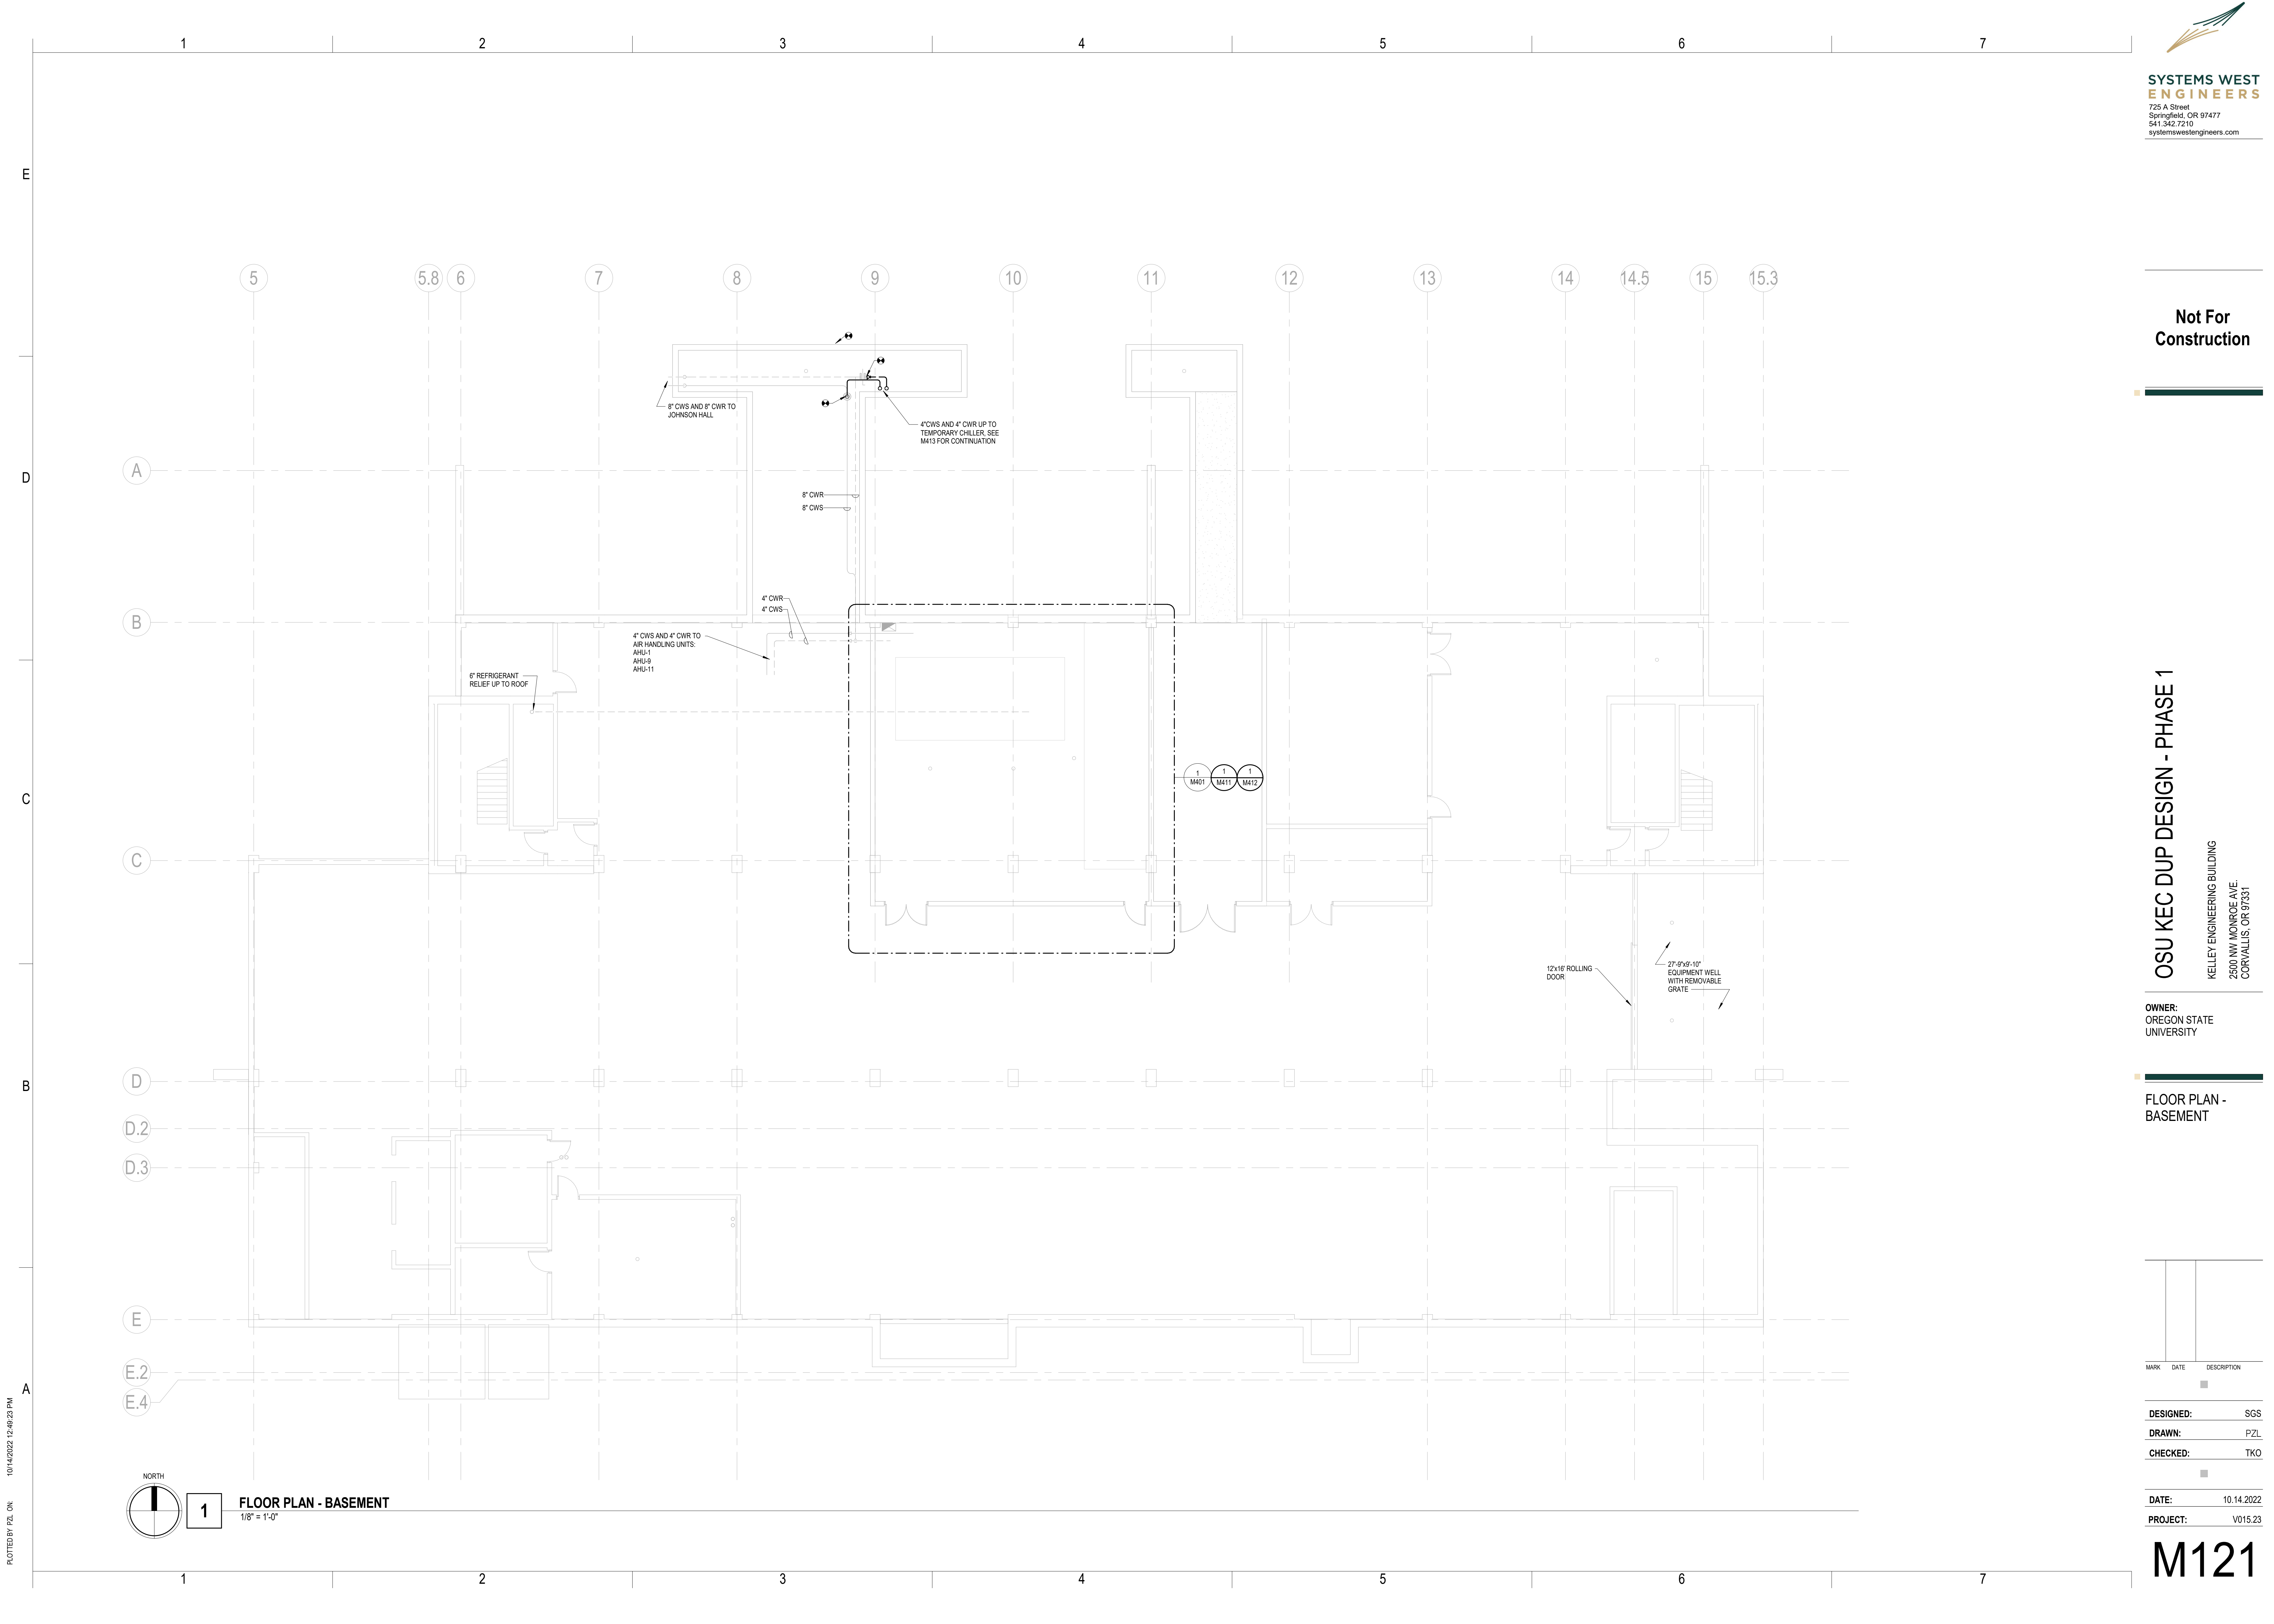 1 2 3 4 5 6 7
SYSTEMS WEST
ENGINEERS
725 A Street
Springfield, OR 97477
541.342.7210
systemswestengineers.com
E
D
C
B
A
5 5.8 6 7 8 9 10 11 12 13 14 14.5 15 15.3
Not For
Construction
8" CWS AND 8" CWR TO
JOHNSON HALL
4"CWS AND 4" CWR UP TO
TEMPORARY CHILLER, SEE
M413 FOR CONTINUATION
A
8" CWR
8" CWS
4" CWR
4" CWS
B
4" CWS AND 4" CWR TO
AIR HANDLING UNITS:
AHU-1
AHU-9
AHU-11
6" REFRIGERANT
RELIEF UP TO ROOF
1 1 1
M401 M411 M412
C
12'x16' ROLLING
DOOR
27'-9"x9'-10"
EQUIPMENT WELL
WITH REMOVABLE
GRATE
D
D.2
D.3
E
E.2
E.4
NORTH
1
FLOOR PLAN - BASEMENT
1/8" = 1'-0"
1 2 3 4 5 6 7
PLOTTED BY PZL ON: 10/14/2022 12:49:23 PM
OSU KEC DUP DESIGN - PHASE 1
KELLEY ENGINEERIING BUILDING
2500 NW MONROE AVE.
CORVALLIS, OR 97331
OWNER:
OREGON STATE
UNIVERSITY
FLOOR PLAN -
BASEMENT
MARK DATE DESCRIPTION
DESIGNED: SGS
DRAWN: PZL
CHECKED: TKO
DATE: 10.14.2022
PROJECT: V015.23
M121